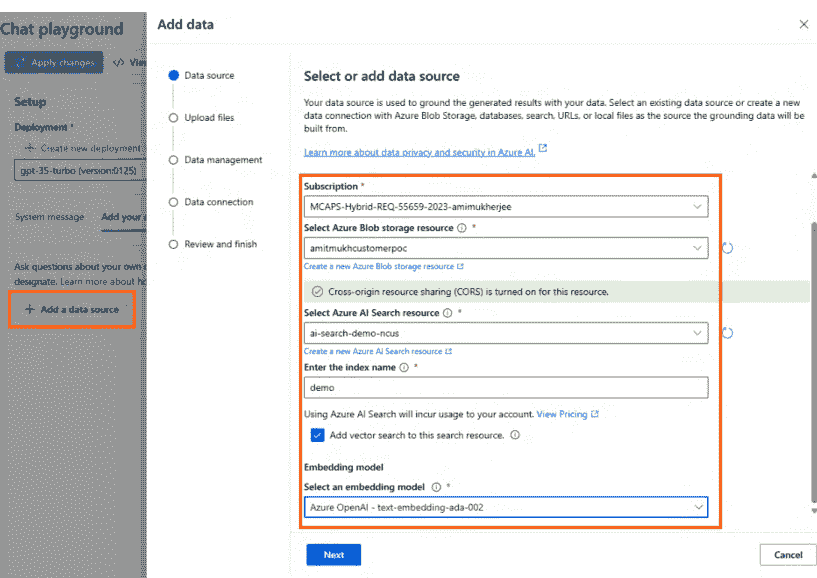 Chat playground
Apply changes
</> View
Setup
Deployment *
+ Create new deployment
gpt-35-turbo (version:0125)
System message
Add your
Ask questions about your own
designate. Learn more about
+ Add a data source
Add data
Data source
Upload files
Data management
Data connection
Review and finish
Select or add data source
Your data source is used to ground the generated results with your data. Select an existing data source or create a new
data connection with Azure Blob Storage, databases, search, URLs, or local files as the source the grounding data will be
built from.
Learn more about data privacy and security in Azure AI.
Subscription *
MCAPS-Hybrid-REQ-55659-2023-amimukherjee
Select Azure Blob storage resource *
amitmukhcustomerpoc
Create a new Azure Blob storage resource
Cross-origin resource sharing (CORS) is turned on for this resource.
Select Azure AI Search resource *
ai-search-demo-ncus
Create a new Azure AI Search resource
Enter the index name *
demo
Using Azure AI Search will incur usage to your account. View Pricing
Add vector search to this search resource.
Embedding model
Select an embedding model *
Azure OpenAI - text-embedding-ada-002
Next
Cancel